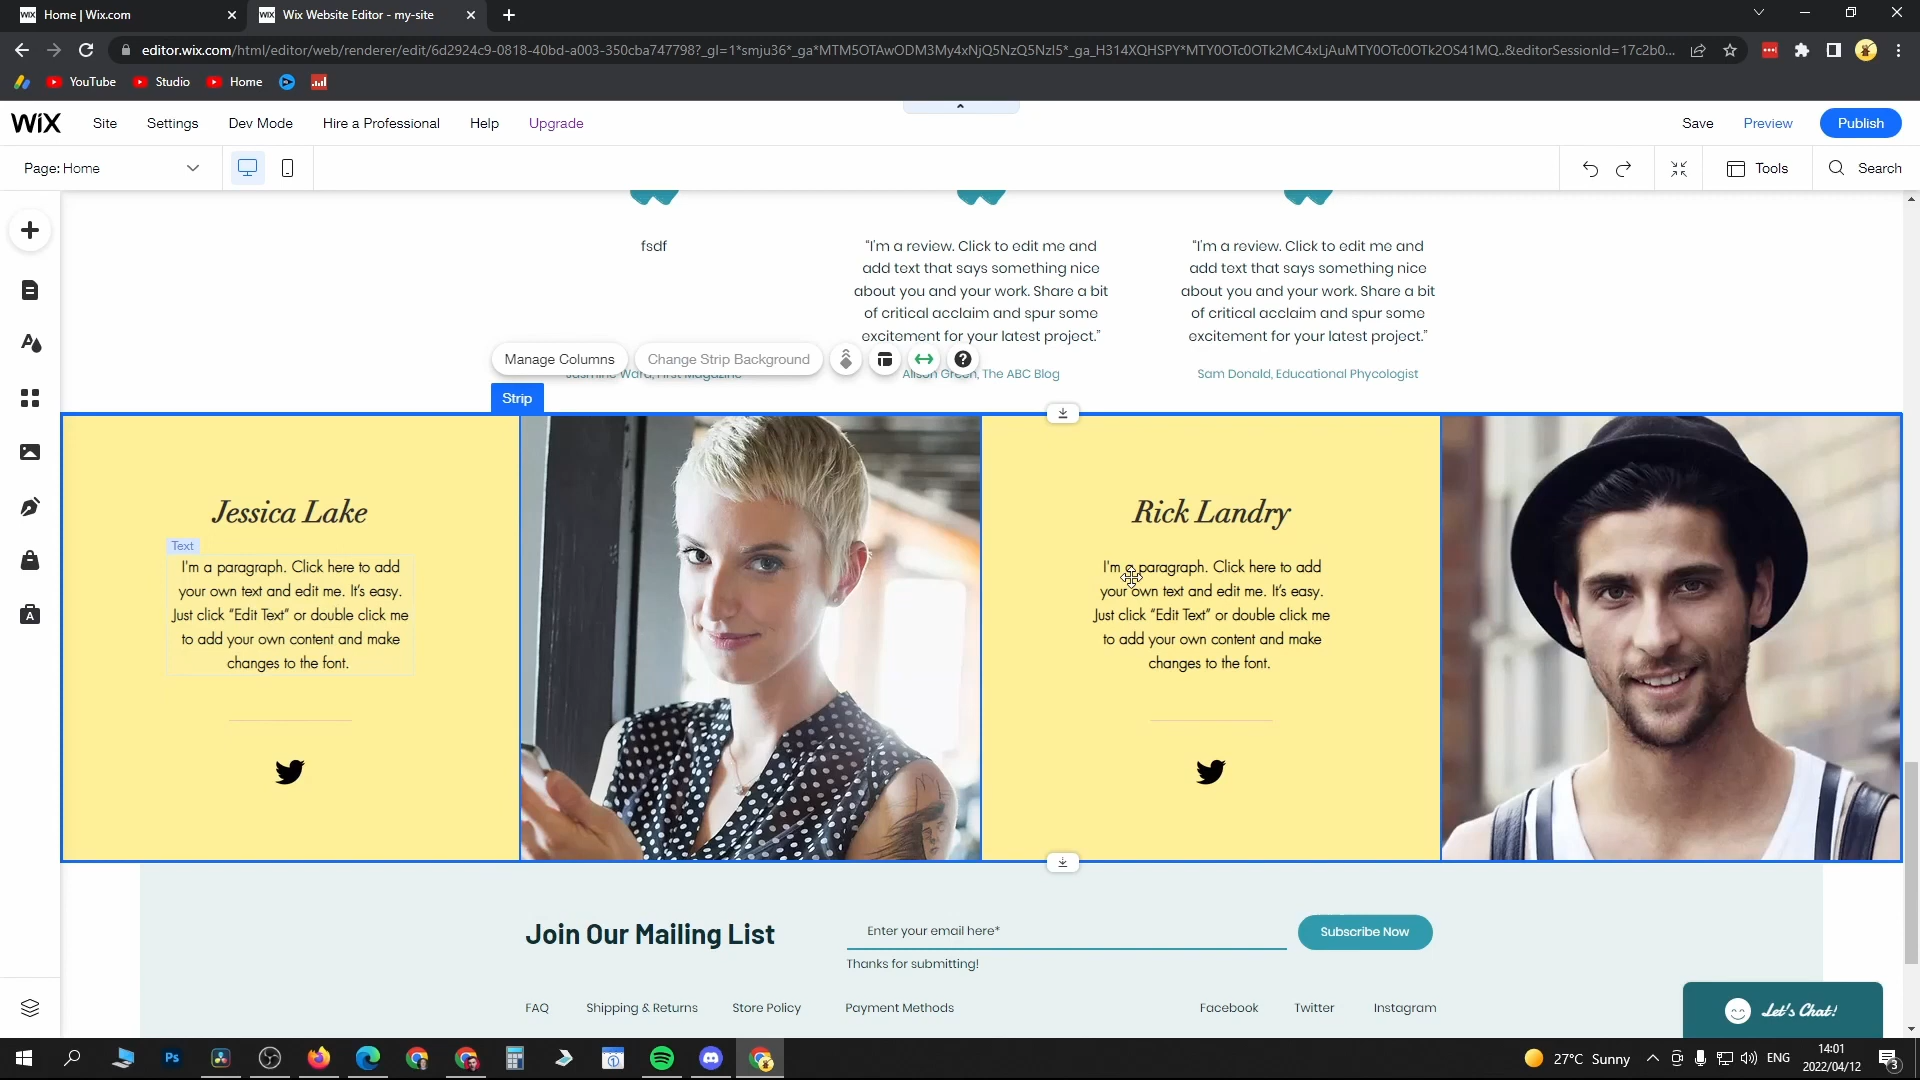 Home | Wix.com
Wix Website Editor - my-site
editor.wix.com/html/editor/web/renderer/edit/6d2924c9-0818-40bd-a003-350cba747798?_gl=1*smju36*_ga*MTM5OTAwODM3My4xNjQ5NzQ5NzI5*_ga_H314XQHSPY*MTY0OTc0OTk2MC4xLjAuMTY0OTc0OTk2OS41MQ..&editorSessionId=17c2b0...
YouTube
Studio
Home
WIX
Site
Settings
Dev Mode
Hire a Professional
Help
Upgrade
Save
Preview
Publish
Page: Home
Tools
Search
fsdf
"I'm a review. Click to edit me and
add text that says something nice
about you and your work. Share a bit
of critical acclaim and spur some
excitement for your latest project."
"I'm a review. Click to edit me and
add text that says something nice
about you and your work. Share a bit
of critical acclaim and spur some
excitement for your latest project."
Manage Columns
Change Strip Background
Jasmine Ward, First Magazine
Alison Green, The ABC Blog
Sam Donald, Educational Phycologist
Strip
Jessica Lake
Text
I'm a paragraph. Click here to add
your own text and edit me. It's easy.
Just click "Edit Text" or double click me
to add your own content and make
changes to the font.
Rick Landry
I'm a paragraph. Click here to add
your own text and edit me. It's easy.
Just click "Edit Text" or double click me
to add your own content and make
changes to the font.
Join Our Mailing List
Enter your email here*
Subscribe Now
Thanks for submitting!
FAQ
Shipping & Returns
Store Policy
Payment Methods
Facebook
Twitter
Instagram
Let's Chat!
27°C Sunny
ENG
14:01
2022/04/12
3